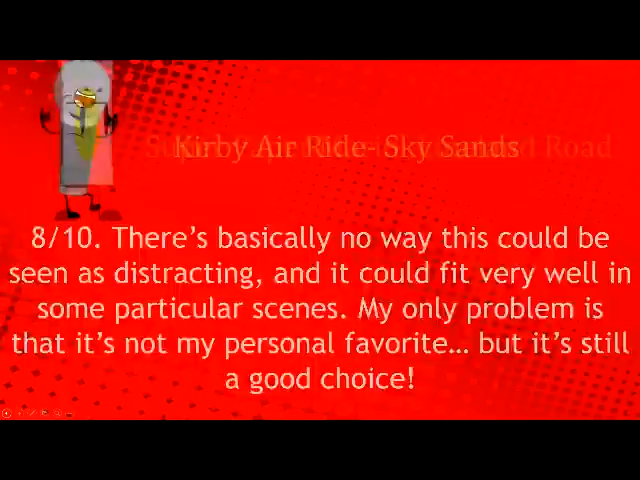 Kirby Air Ride- Sky Sands
Road
8/10. There's basically no way this could be
seen as distracting, and it could fit very well in
some particular scenes. My only problem is
that it's not my personal favorite… but it's still
a good choice!